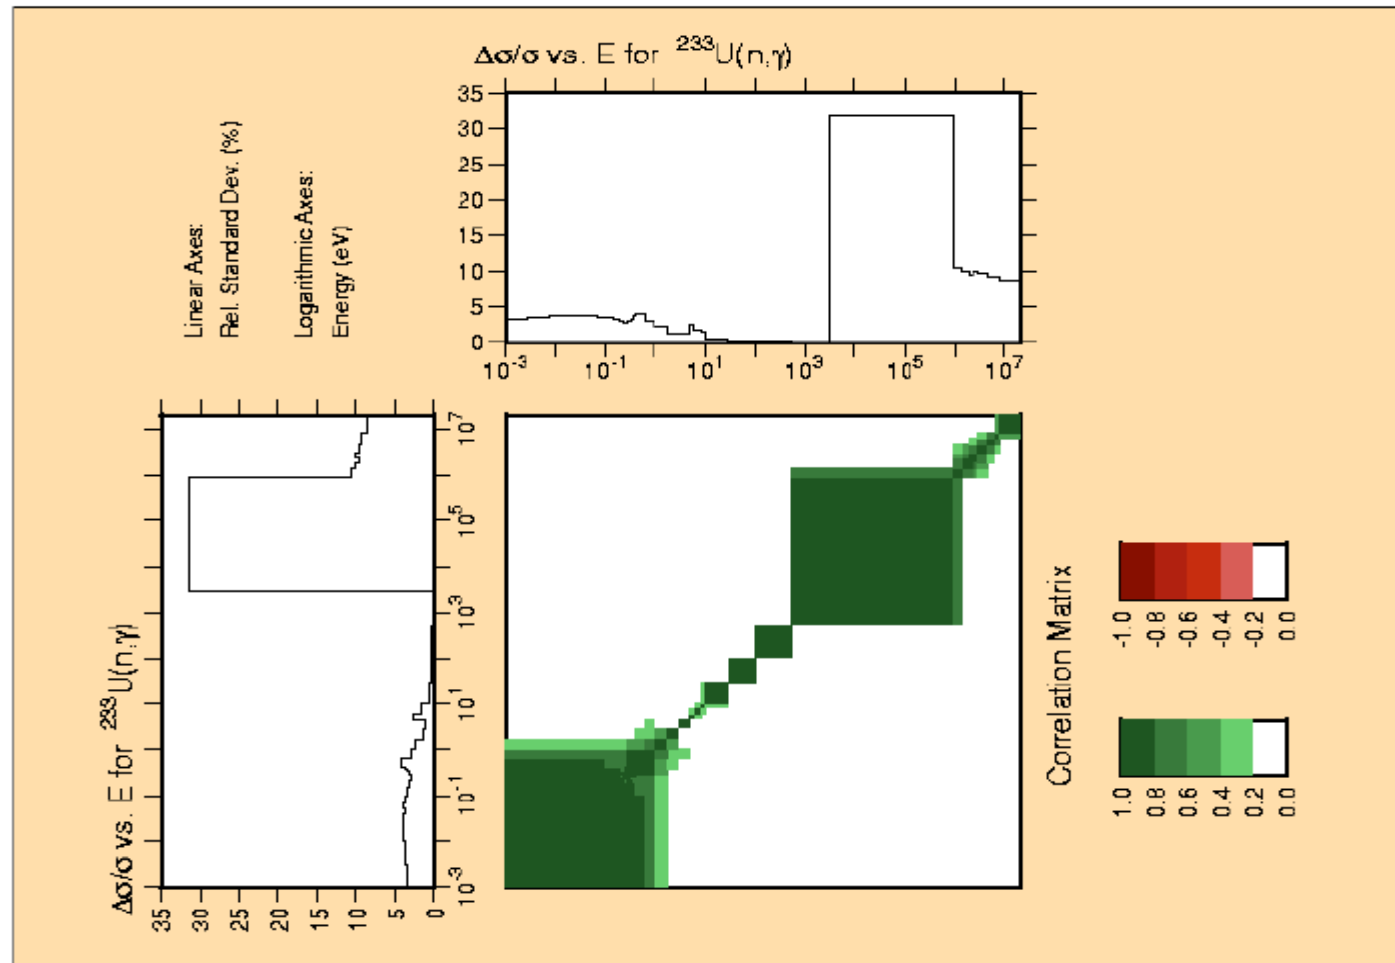 Δσ/σ vs. E for ²³³U(n,γ)
Linear Axes:
Rel. Standard Dev. (%)
Logarithmic Axes:
Energy (eV)
35
30
25
20
15
10
5
0
10⁻³ 10⁻¹ 10¹ 10³ 10⁵ 10⁷
Δσ/σ vs. E for ²³³U(n,γ)
35 30 25 20 15 10 5 0
10⁷
10⁵
10³
10¹
10⁻¹
10⁻³
Correlation Matrix
-1.0 -0.8 -0.6 -0.4 -0.2 0.0
1.0 0.8 0.6 0.4 0.2 0.0